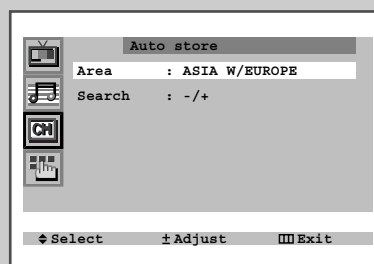 Auto store
Area : ASIA W/EUROPE
Search : -/+
CH
Select ± Adjust Exit